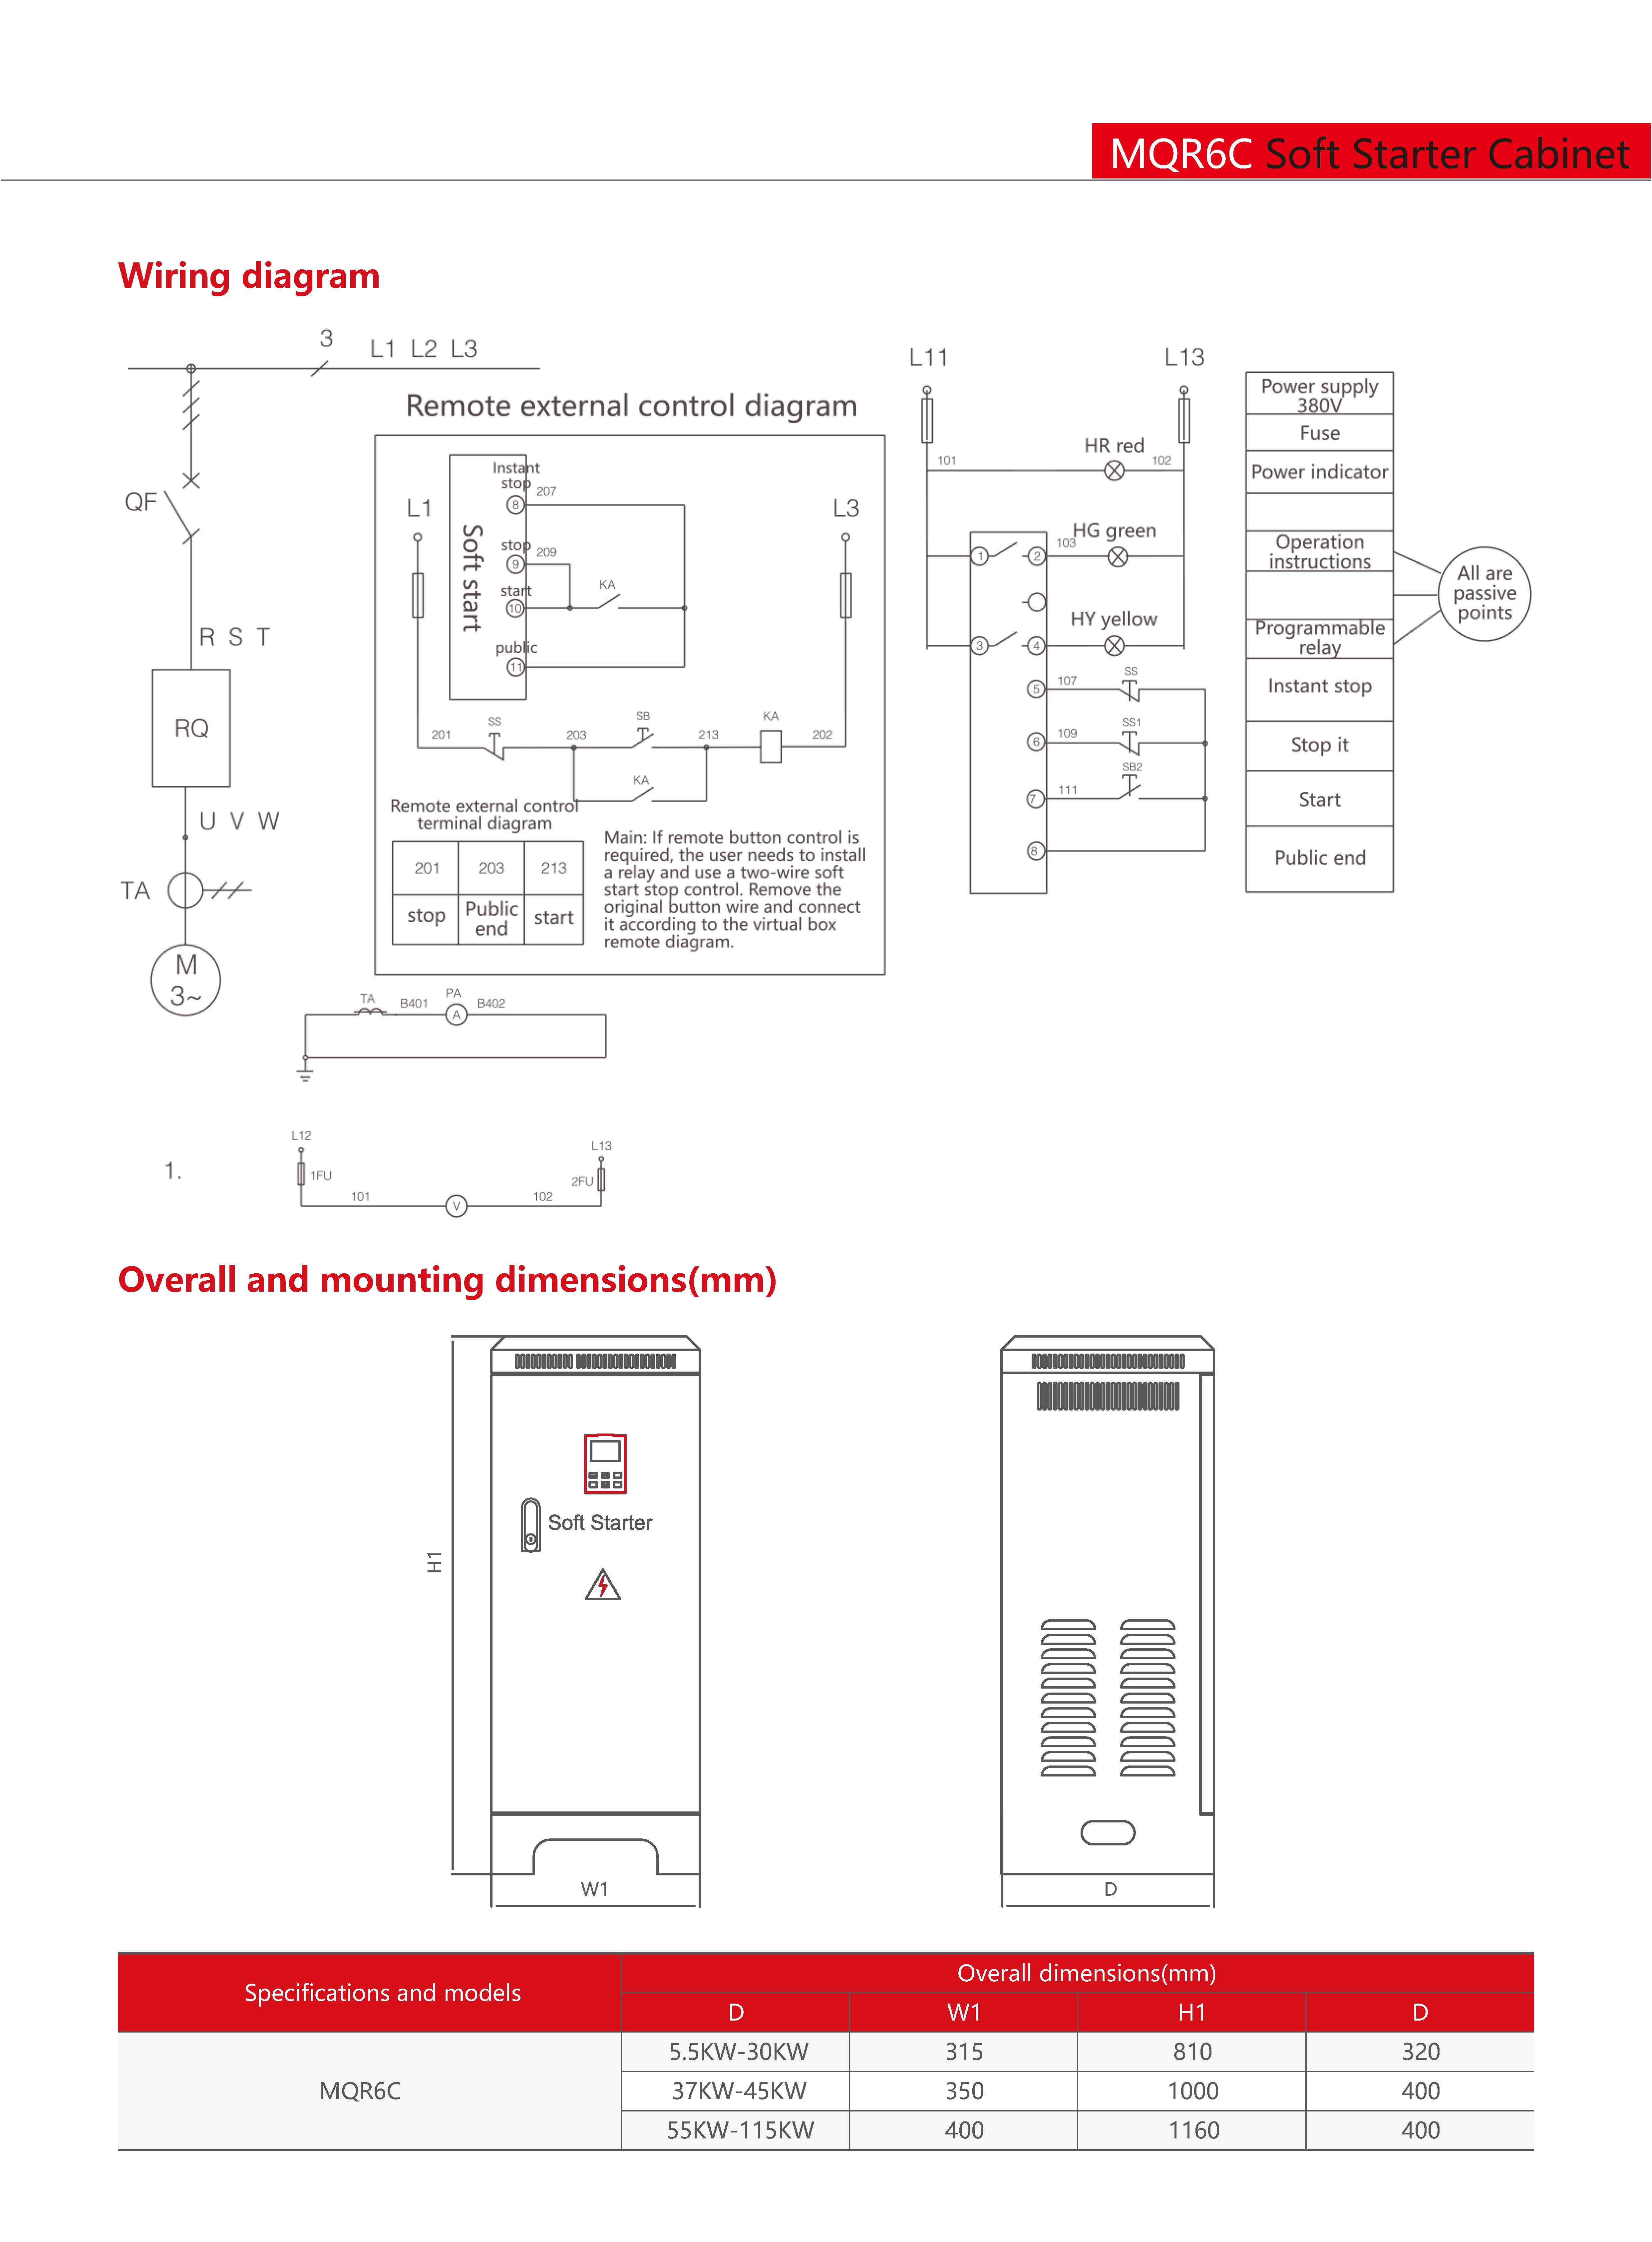 MQR6C Soft Starter Cabinet
Wiring diagram
3
L1 L2 L3
QF
R S T
RQ
U V W
TA
M
3~
Remote external control diagram
L1
L3
Soft start
Instant
stop
8
207
stop
9
209
start
10
KA
public
11
201
SS
203
SB
213
KA
202
KA
Remote external control
terminal diagram
201 203 213
stop
Public
end
start
Main: If remote button control is
required, the user needs to install
a relay and use a two-wire soft
start stop control. Remove the
original button wire and connect
it according to the virtual box
remote diagram.
L11
L13
101
HR red
102
1
2
103
HG green
HY yellow
3
4
5
107
SS
6
109
SS1
7
111
SB2
8
Power supply
380V
Fuse
Power indicator
Operation
instructions
Programmable
relay
Instant stop
Stop it
Start
Public end
All are
passive
points
TA
B401
PA
A
B402
1.
L12
1FU
101
V
102
2FU
L13
Overall and mounting dimensions(mm)
H1
Soft Starter
W1
D
Specifications and models
Overall dimensions(mm)
D W1 H1 D
MQR6C
5.5KW-30KW 315 810 320
37KW-45KW 350 1000 400
55KW-115KW 400 1160 400